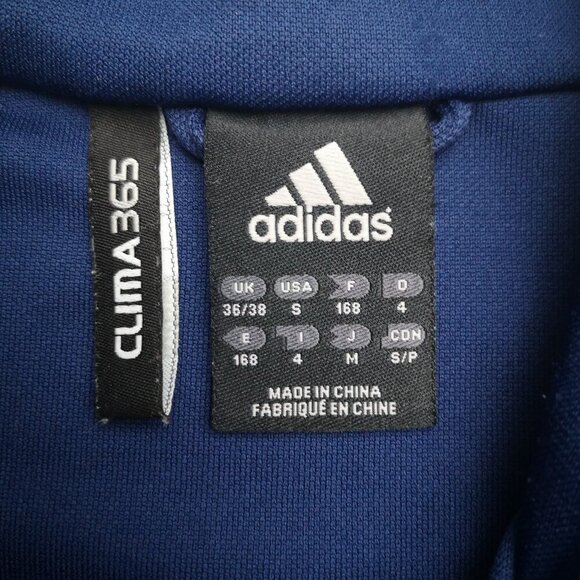 CLIMA365
adidas
UK USA F D
36/38 S 168 4
E I J CDN
168 4 M S/P
MADE IN CHINA
FABRIQUÉ EN CHINE